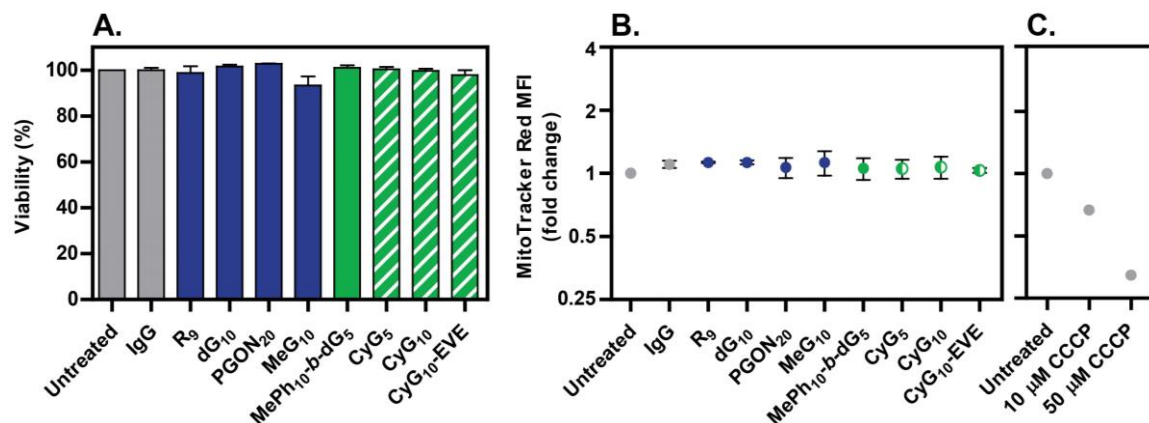 A.
Viability (%)
100
80
60
40
20
0
Untreated
IgG
R₉
dG₁₀
PGON₂₀
MeG₁₀
MePh₁₀-b-dG₅
CyG₅
CyG₁₀
CyG₁₀-EVE
B.
MitoTracker Red MFI
(fold change)
4
2
1
0.5
0.25
Untreated
IgG
R₉
dG₁₀
PGON₂₀
MeG₁₀
MePh₁₀-b-dG₅
CyG₅
CyG₁₀
CyG₁₀-EVE
C.
Untreated
10 µM CCCP
50 µM CCCP